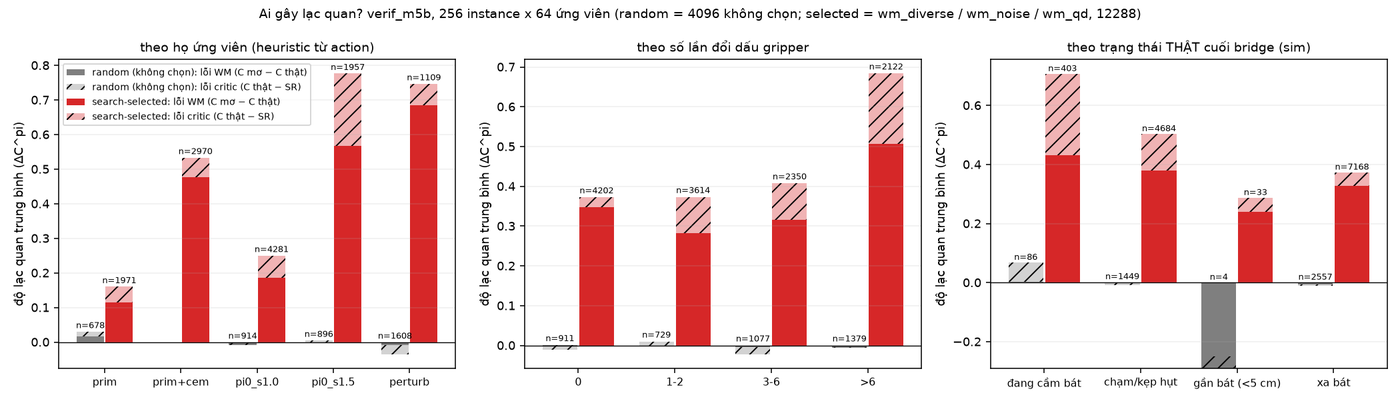 Ai gây lạc quan? verif_m5b, 256 instance x 64 ứng viên (random = 4096 không chọn; selected = wm_diverse / wm_noise / wm_qd, 12288)
theo họ ứng viên (heuristic từ action)
độ lạc quan trung bình (ΔC^pi)
0.8
0.7
0.6
0.5
0.4
0.3
0.2
0.1
0.0
random (không chọn): lỗi WM (C mơ − C thật)
random (không chọn): lỗi critic (C thật − SR)
search-selected: lỗi WM (C mơ − C thật)
search-selected: lỗi critic (C thật − SR)
n=678
n=1971
n=2970
n=914
n=4281
n=896
n=1957
n=1608
n=1109
prim
prim+cem
pi0_s1.0
pi0_s1.5
perturb
theo số lần đổi dấu gripper
độ lạc quan trung bình (ΔC^pi)
0.7
0.6
0.5
0.4
0.3
0.2
0.1
0.0
n=911
n=4202
n=729
n=3614
n=1077
n=2350
n=1379
n=2122
0
1-2
3-6
>6
theo trạng thái THẬT cuối bridge (sim)
độ lạc quan trung bình (ΔC^pi)
0.6
0.4
0.2
0.0
−0.2
n=86
n=403
n=1449
n=4684
n=4
n=33
n=2557
n=7168
đang cầm bát
chạm/kẹp hụt
gần bát (<5 cm)
xa bát